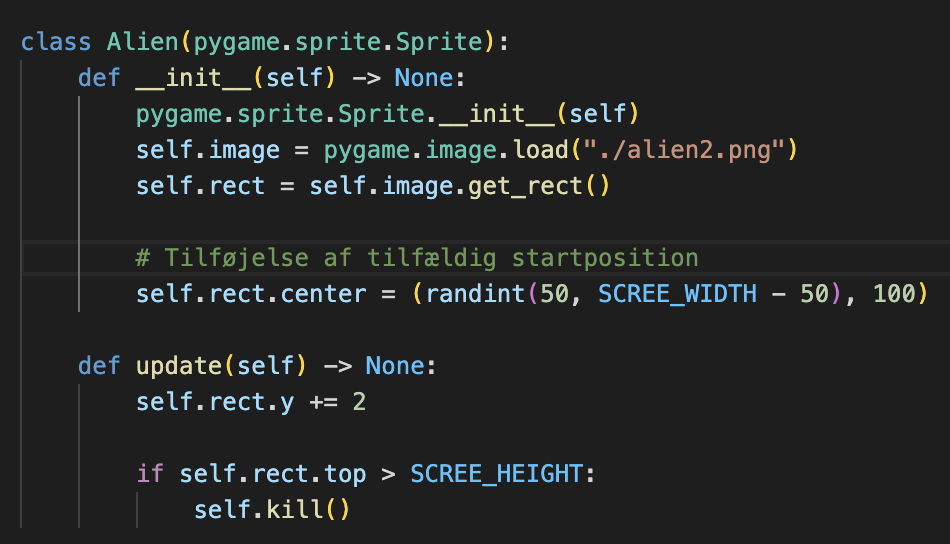 class Alien(pygame.sprite.Sprite):
    def __init__(self) -> None:
        pygame.sprite.Sprite.__init__(self)
        self.image = pygame.image.load("./alien2.png")
        self.rect = self.image.get_rect()

        # Tilføjelse af tilfældig startposition
        self.rect.center = (randint(50, SCREE_WIDTH - 50), 100)

    def update(self) -> None:
        self.rect.y += 2

        if self.rect.top > SCREE_HEIGHT:
            self.kill()